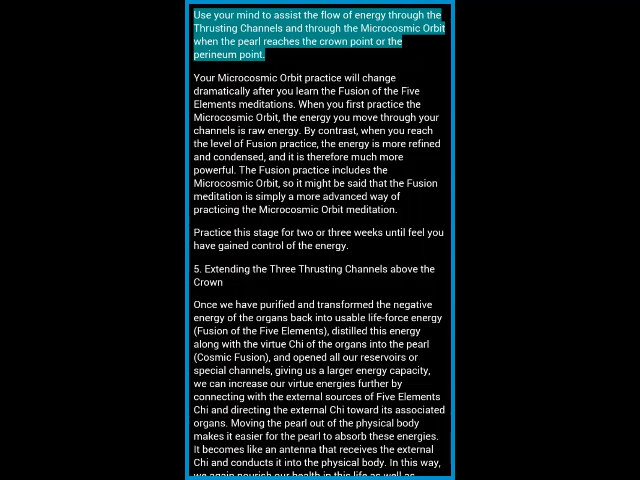 Use your mind to assist the flow of energy through the
Thrusting Channels and through the Microcosmic Orbit
when the pearl reaches the crown point or the
perineum point.
Your Microcosmic Orbit practice will change
dramatically after you learn the Fusion of the Five
Elements meditations. When you first practice the
Microcosmic Orbit, the energy you move through your
channels is raw energy. By contrast, when you reach
the level of Fusion practice, the energy is more refined
and condensed, and it is therefore much more
powerful. The Fusion practice includes the
Microcosmic Orbit, so it might be said that the Fusion
meditation is simply a more advanced way of
practicing the Microcosmic Orbit meditation.
Practice this stage for two or three weeks until feel you
have gained control of the energy.
5. Extending the Three Thrusting Channels above the
Crown
Once we have purified and transformed the negative
energy of the organs back into usable life-force energy
(Fusion of the Five Elements), distilled this energy
along with the virtue Chi of the organs into the pearl
(Cosmic Fusion), and opened all our reservoirs or
special channels, giving us a larger energy capacity,
we can increase our virtue energies further by
connecting with the external sources of Five Elements
Chi and directing the external Chi toward its associated
organs. Moving the pearl out of the physical body
makes it easier for the pearl to absorb these energies.
It becomes like an antenna that receives the external
Chi and conducts it into the physical body. In this way,
we again nourish our health in this life as well as